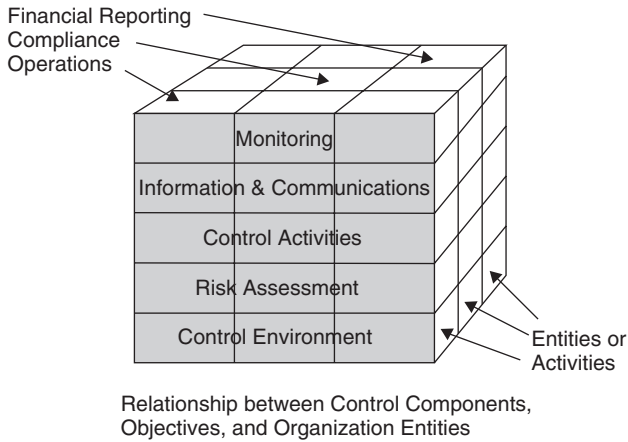 Financial Reporting
Compliance
Operations
Monitoring
Information & Communications
Control Activities
Risk Assessment
Control Environment
Entities or
Activities
Relationship between Control Components,
Objectives, and Organization Entities